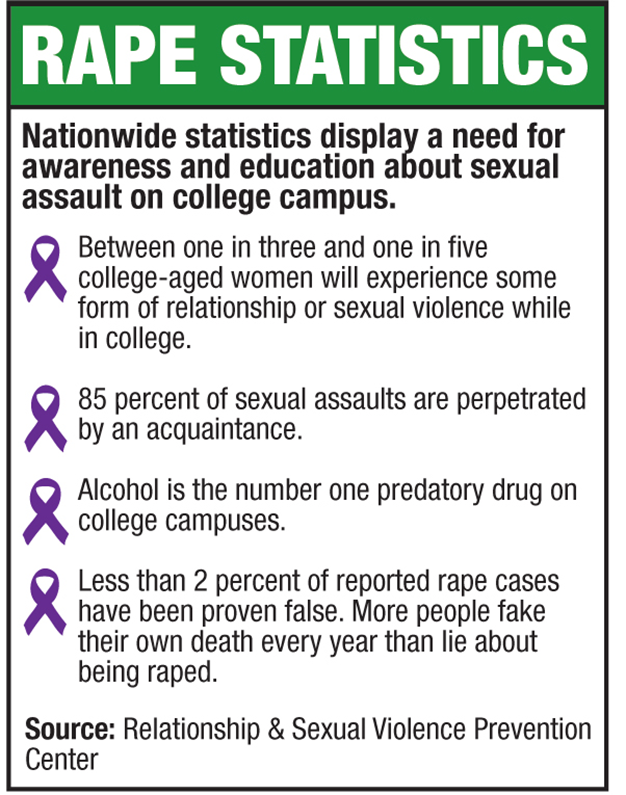 RAPE STATISTICS
Nationwide statistics display a need for
awareness and education about sexual
assault on college campus.
Between one in three and one in five
college-aged women will experience some
form of relationship or sexual violence while
in college.
85 percent of sexual assaults are perpetrated
by an acquaintance.
Alcohol is the number one predatory drug on
college campuses.
Less than 2 percent of reported rape cases
have been proven false. More people fake
their own death every year than lie about
being raped.
Source: Relationship & Sexual Violence Prevention
Center